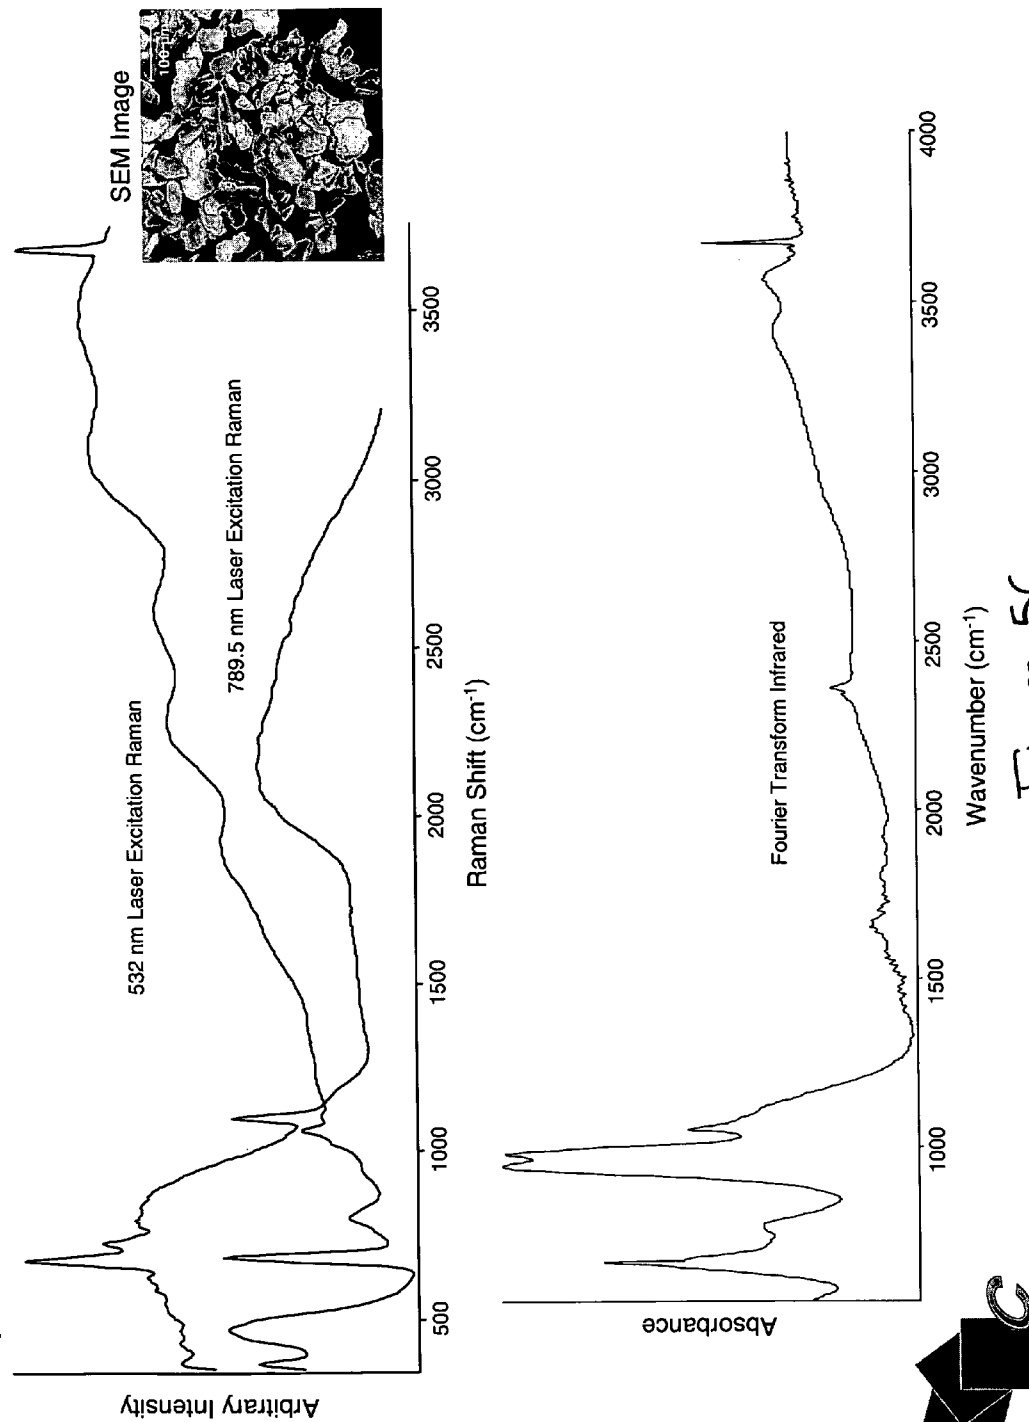 SEM Image
100 µm
532 nm Laser Excitation Raman
789.5 nm Laser Excitation Raman
Arbitrary Intensity
500
1000
1500
2000
2500
3000
3500
Raman Shift (cm⁻¹)
Fourier Transform Infrared
Absorbance
1000
1500
2000
2500
3000
3500
4000
Wavenumber (cm⁻¹)
C